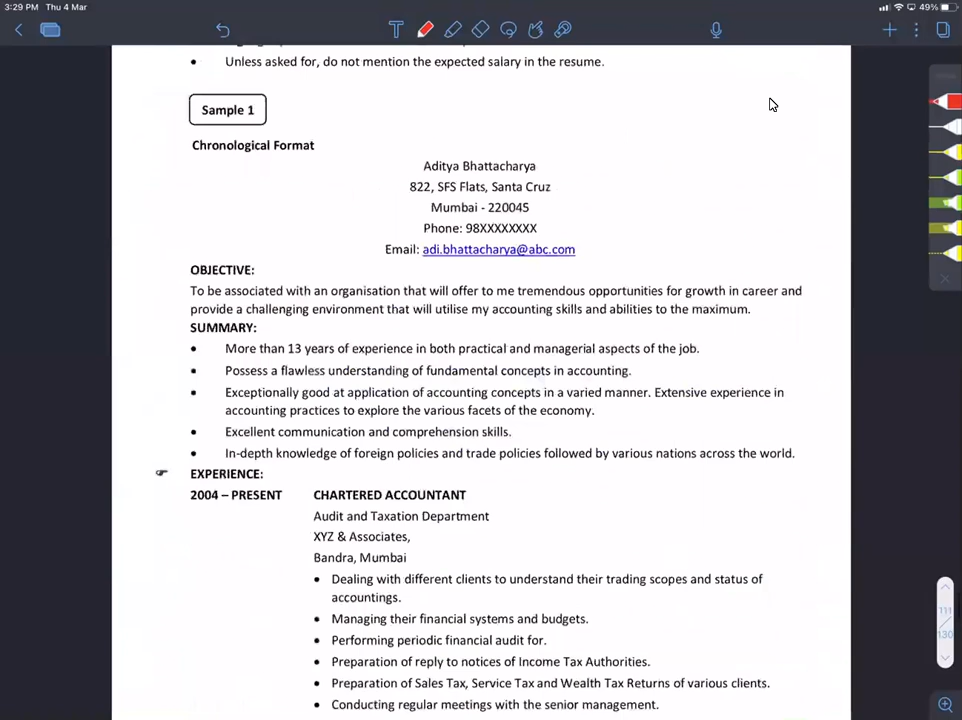 3:29 PM Thu 4 Mar
49%
• Unless asked for, do not mention the expected salary in the resume.
Sample 1
Chronological Format
Aditya Bhattacharya
822, SFS Flats, Santa Cruz
Mumbai - 220045
Phone: 98XXXXXXXX
Email: adi.bhattacharya@abc.com
OBJECTIVE:
To be associated with an organisation that will offer to me tremendous opportunities for growth in career and
provide a challenging environment that will utilise my accounting skills and abilities to the maximum.
SUMMARY:
• More than 13 years of experience in both practical and managerial aspects of the job.
• Possess a flawless understanding of fundamental concepts in accounting.
• Exceptionally good at application of accounting concepts in a varied manner. Extensive experience in
accounting practices to explore the various facets of the economy.
• Excellent communication and comprehension skills.
• In-depth knowledge of foreign policies and trade policies followed by various nations across the world.
EXPERIENCE:
2004 – PRESENT CHARTERED ACCOUNTANT
Audit and Taxation Department
XYZ & Associates,
Bandra, Mumbai
• Dealing with different clients to understand their trading scopes and status of
accountings.
• Managing their financial systems and budgets.
• Performing periodic financial audit for.
• Preparation of reply to notices of Income Tax Authorities.
• Preparation of Sales Tax, Service Tax and Wealth Tax Returns of various clients.
• Conducting regular meetings with the senior management.
111
130